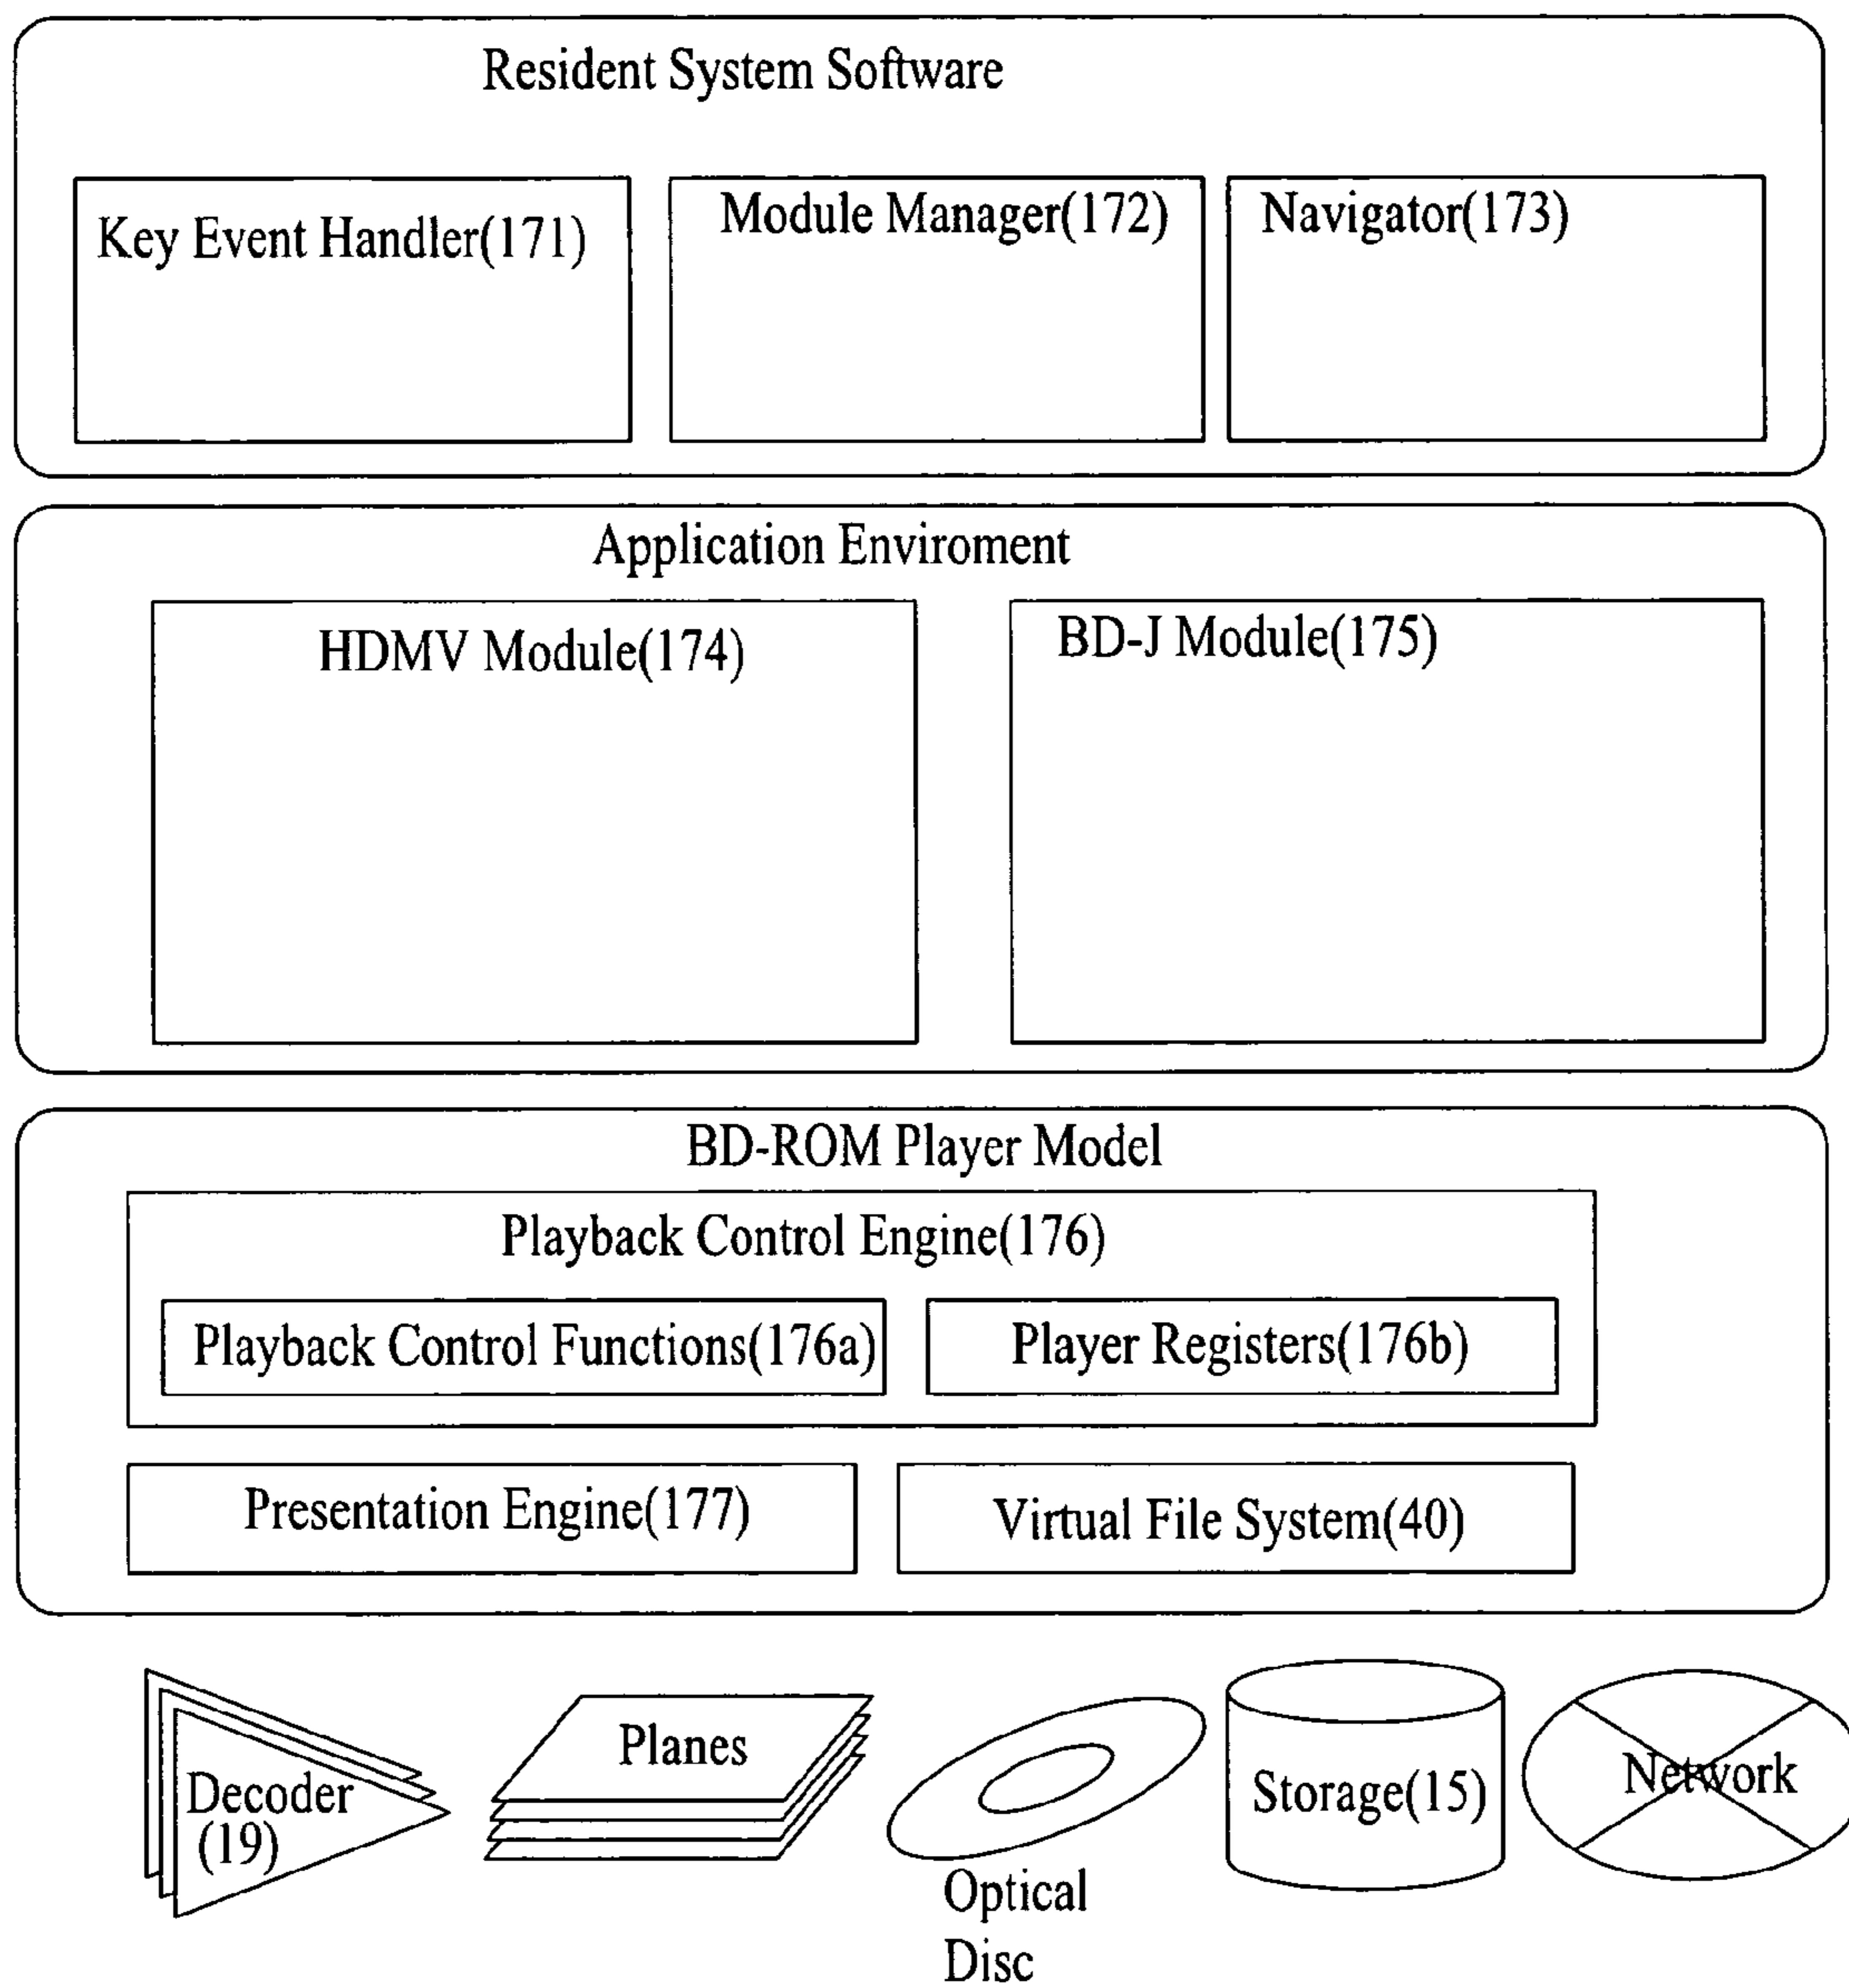 Resident System Software
Key Event Handler(171)
Module Manager(172)
Navigator(173)
Application Enviroment
HDMV Module(174)
BD-J Module(175)
BD-ROM Player Model
Playback Control Engine(176)
Playback Control Functions(176a)
Player Registers(176b)
Presentation Engine(177)
Virtual File System(40)
Decoder
(19)
Planes
Optical
Disc
Storage(15)
Network